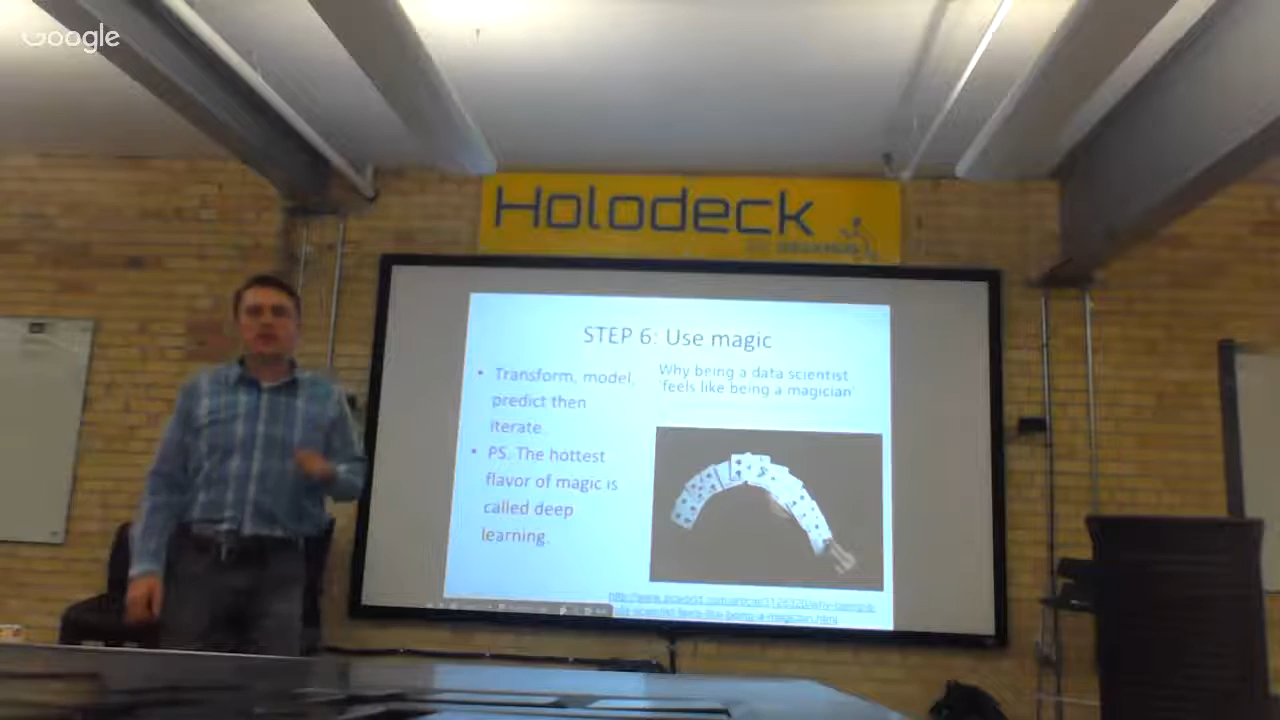 Google
Holodeck
STEP 6: Use magic
• Transform, model,
predict then
iterate.
• PS. The hottest
flavor of magic is
called deep
learning.
Why being a data scientist
'feels like being a magician'